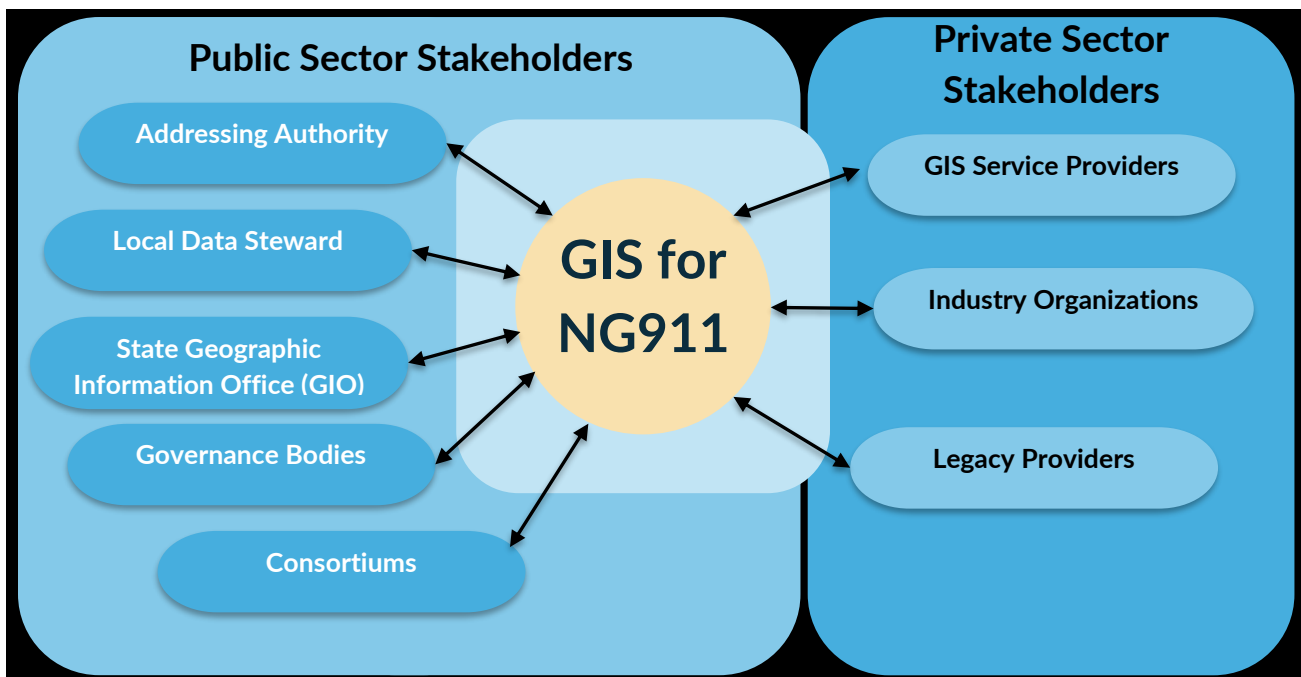 Public Sector Stakeholders
Addressing Authority
Local Data Steward
State Geographic
Information Office (GIO)
Governance Bodies
Consortiums
GIS for
NG911
Private Sector
Stakeholders
GIS Service Providers
Industry Organizations
Legacy Providers